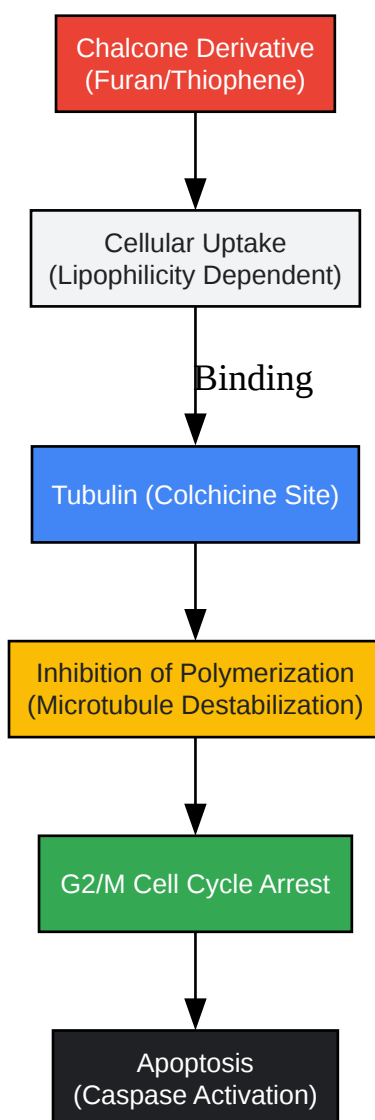 Chalcone Derivative
(Furan/Thiophene)
Cellular Uptake
(Lipophilicity Dependent)
Binding
Tubulin (Colchicine Site)
Inhibition of Polymerization
(Microtubule Destabilization)
G2/M Cell Cycle Arrest
Apoptosis
(Caspase Activation)